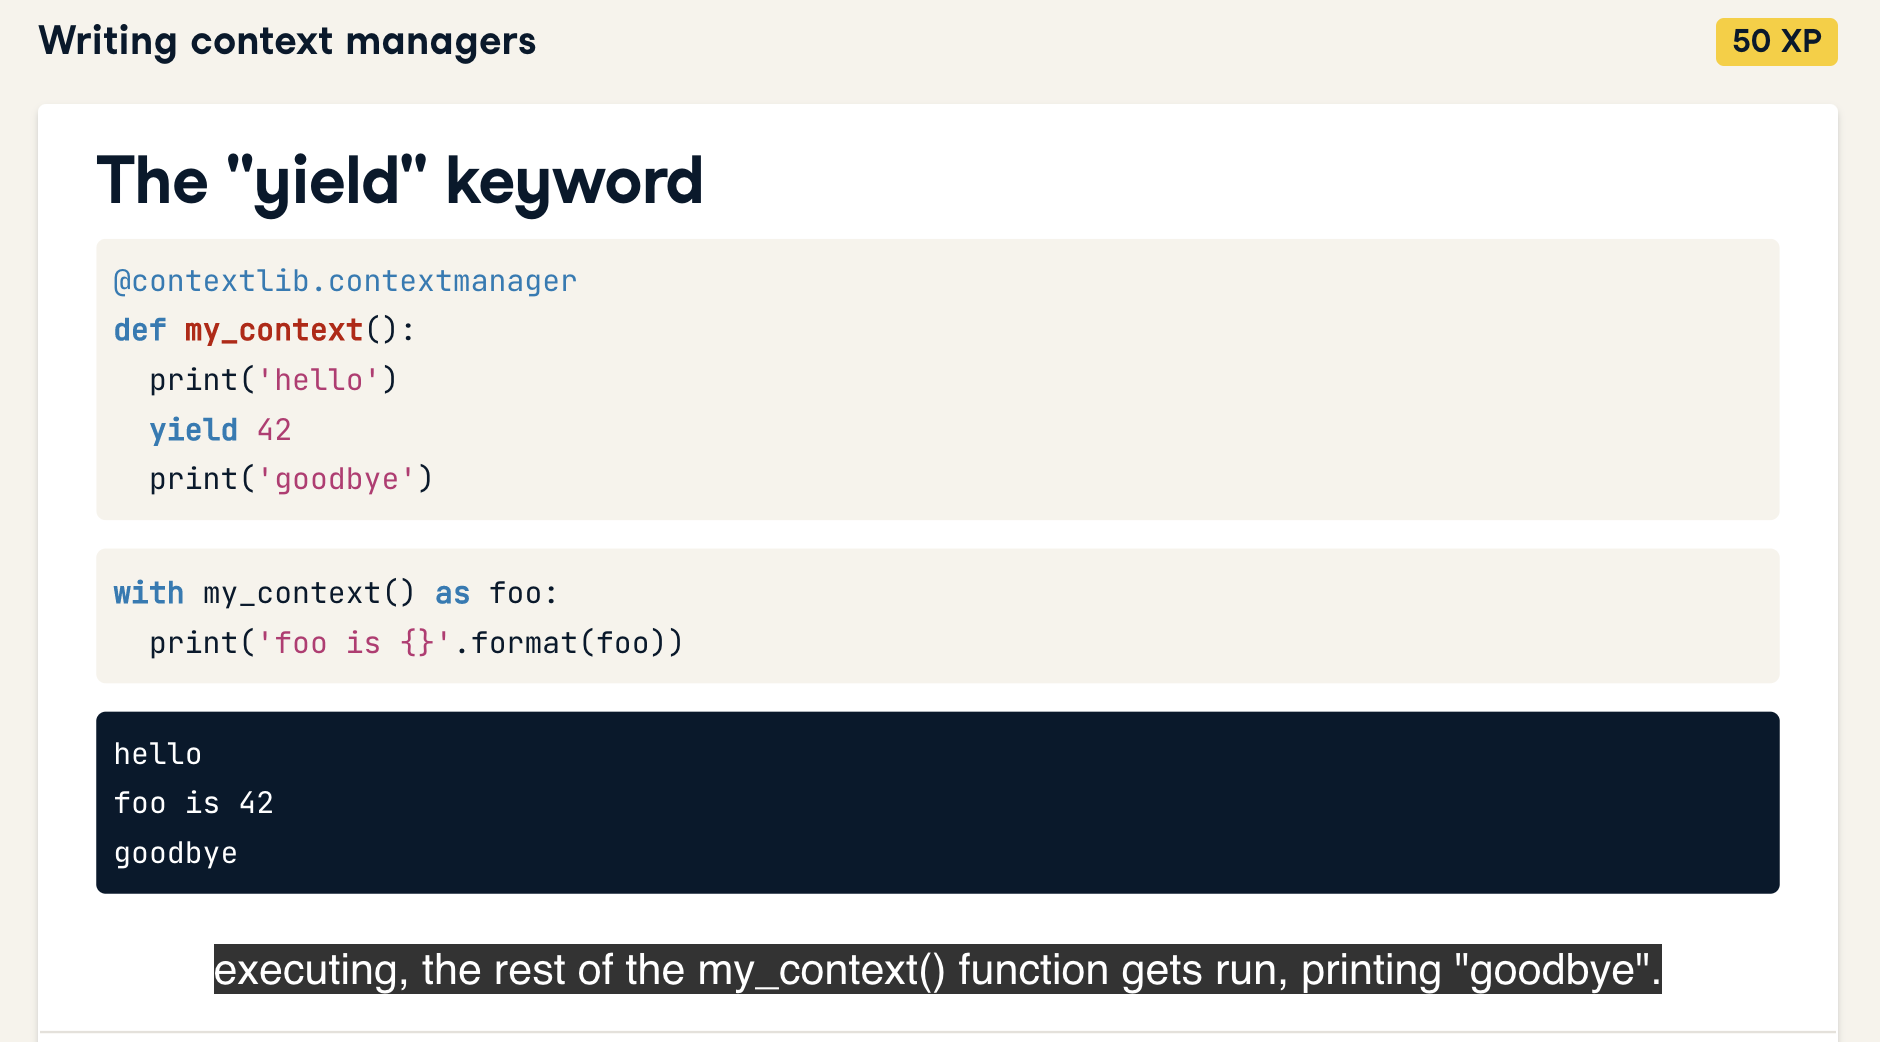 Writing context managers
50 XP
The "yield" keyword
@contextlib.contextmanager
def my_context():
  print('hello')
  yield 42
  print('goodbye')
with my_context() as foo:
  print('foo is {}'.format(foo))
hello
foo is 42
goodbye
executing, the rest of the my_context() function gets run, printing "goodbye".